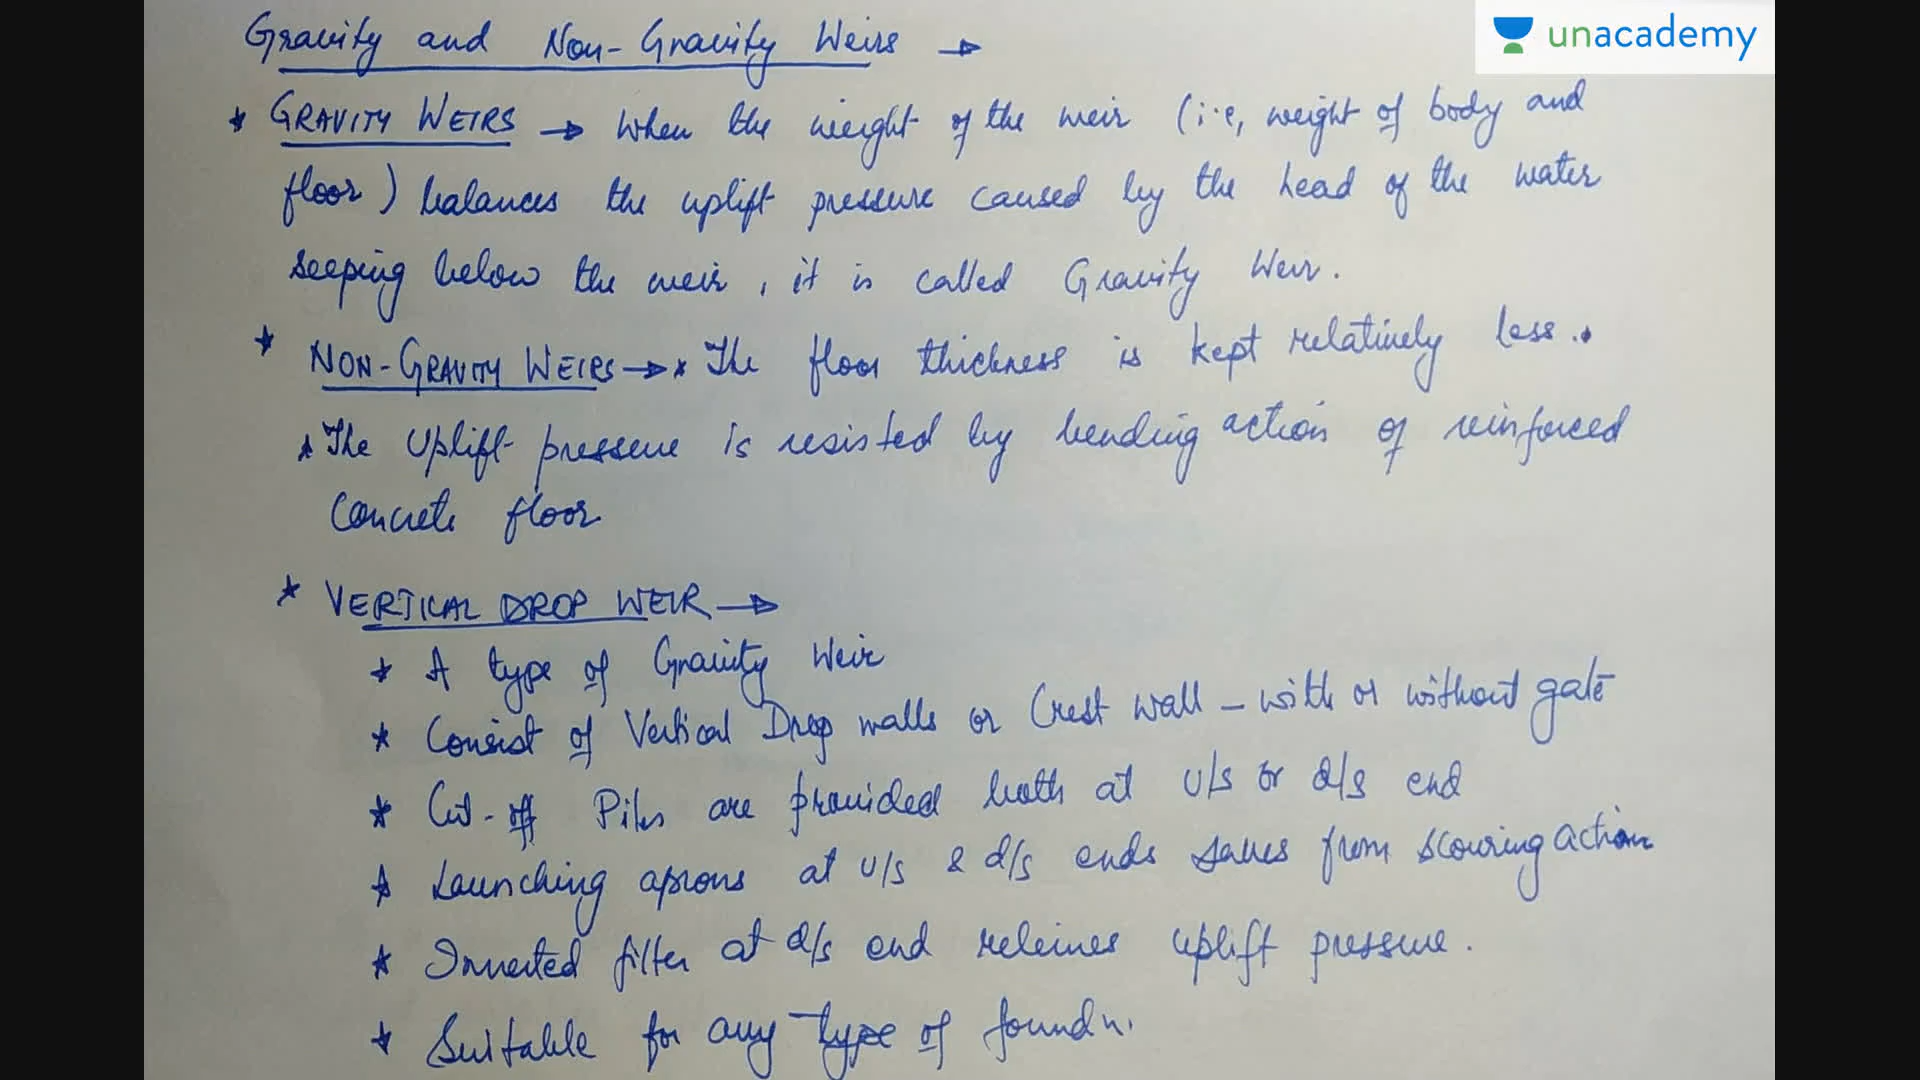 Gravity and Non-Gravity Weirs →
unacademy
* GRAVITY WEIRS → When the weight of the weir (i.e, weight of body and
floor) balances the uplift pressure caused by the head of the water
seeping below the weir, it is called Gravity Weir.
* NON-GRAVITY WEIRS → * The floor thickness is kept relatively less.
* The Uplift pressure is resisted by bending action of reinforced
Concrete floor
* VERTICAL DROP WEIR →
* A type of Gravity Weir
* Consist of Vertical Drop walls or Crest wall - with or without gate
* Cut-off Piles are provided both at u/s or d/s end
* Launching aprons at u/s & d/s ends saves from scouring action
* Inverted filter at d/s end releives uplift pressure.
* Suitable for any type of foundn.